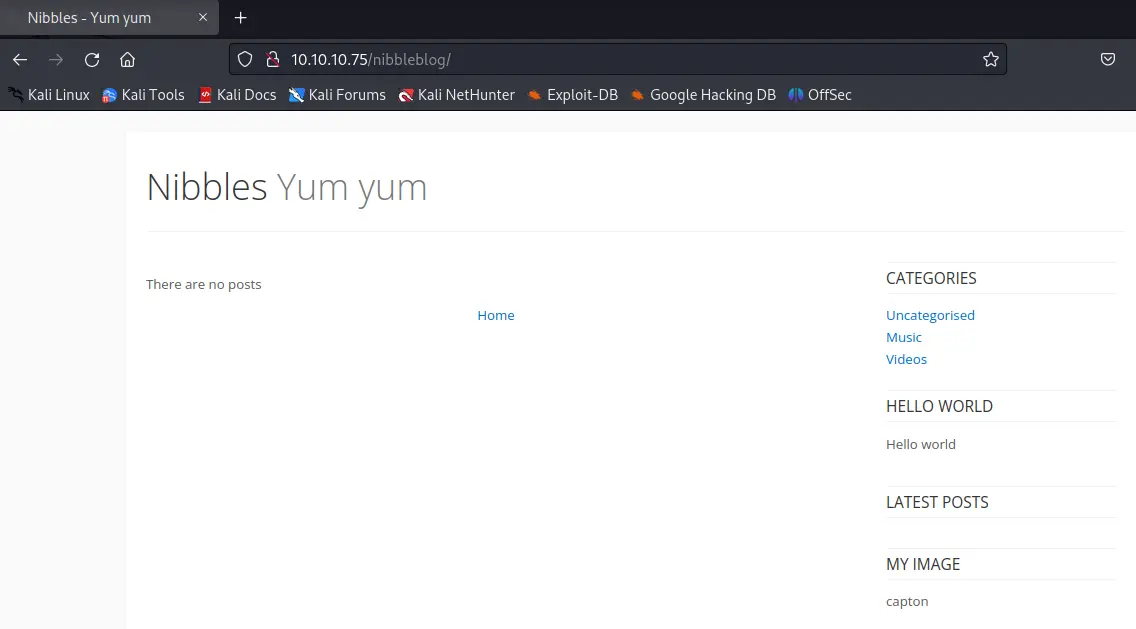 Nibbles - Yum yum
10.10.10.75/nibbleblog/
Kali Linux Kali Tools Kali Docs Kali Forums Kali NetHunter Exploit-DB Google Hacking DB OffSec
Nibbles Yum yum
There are no posts
Home
CATEGORIES
Uncategorised
Music
Videos
HELLO WORLD
Hello world
LATEST POSTS
MY IMAGE
capton